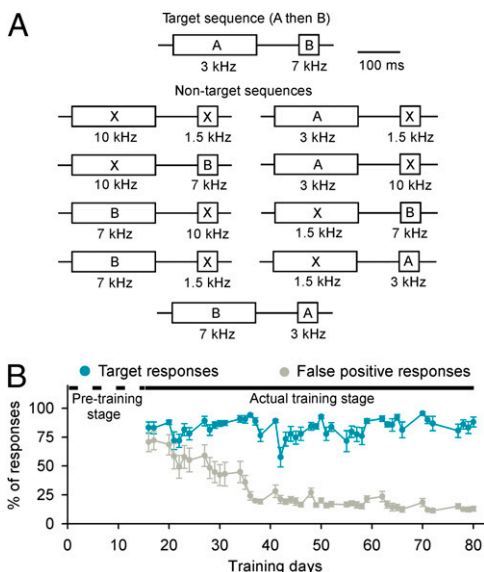 A
Target sequence (A then B)
A B
3 kHz 7 kHz 100 ms
Non-target sequences
X X A X
10 kHz 1.5 kHz 3 kHz 1.5 kHz
X B A X
10 kHz 7 kHz 3 kHz 10 kHz
B X X B
7 kHz 10 kHz 1.5 kHz 7 kHz
B X X A
7 kHz 1.5 kHz 1.5 kHz 3 kHz
B A
7 kHz 3 kHz
B
Target responses False positive responses
Pre-training stage Actual training stage
% of responses
100
75
50
25
0
0 10 20 30 40 50 60 70 80
Training days